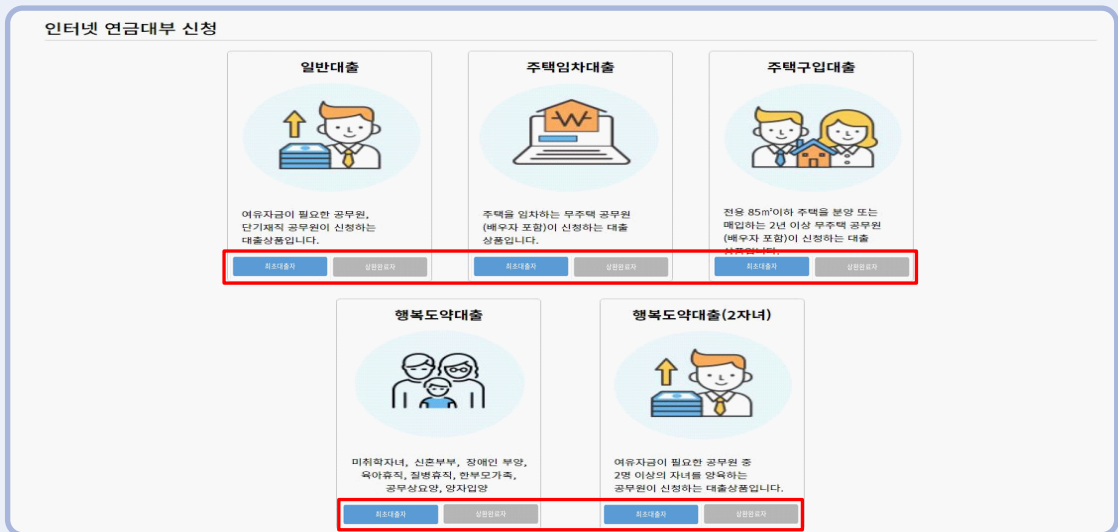 인터넷 연금대부 신청
일반대출
주택임차대출
주택구입대출
여유자금이 필요한 공무원,
단기재직 공무원이 신청하는
대출상품입니다.
주택을 임차하는 무주택 공무원
(배우자 포함)이 신청하는 대출
상품입니다.
전용 85㎡이하 주택을 분양 또는
매입하는 2년 이상 무주택 공무원
(배우자 포함)이 신청하는 대출
상품입니다.
최초대출자
상환완료자
최초대출자
상환완료자
최초대출자
상환완료자
행복도약대출
행복도약대출(2자녀)
미취학자녀, 신혼부부, 장애인 부양,
육아휴직, 질병휴직, 한부모가족,
공무상요양, 양자입양
여유자금이 필요한 공무원 중
2명 이상의 자녀를 양육하는
공무원이 신청하는 대출상품입니다.
최초대출자
상환완료자
최초대출자
상환완료자